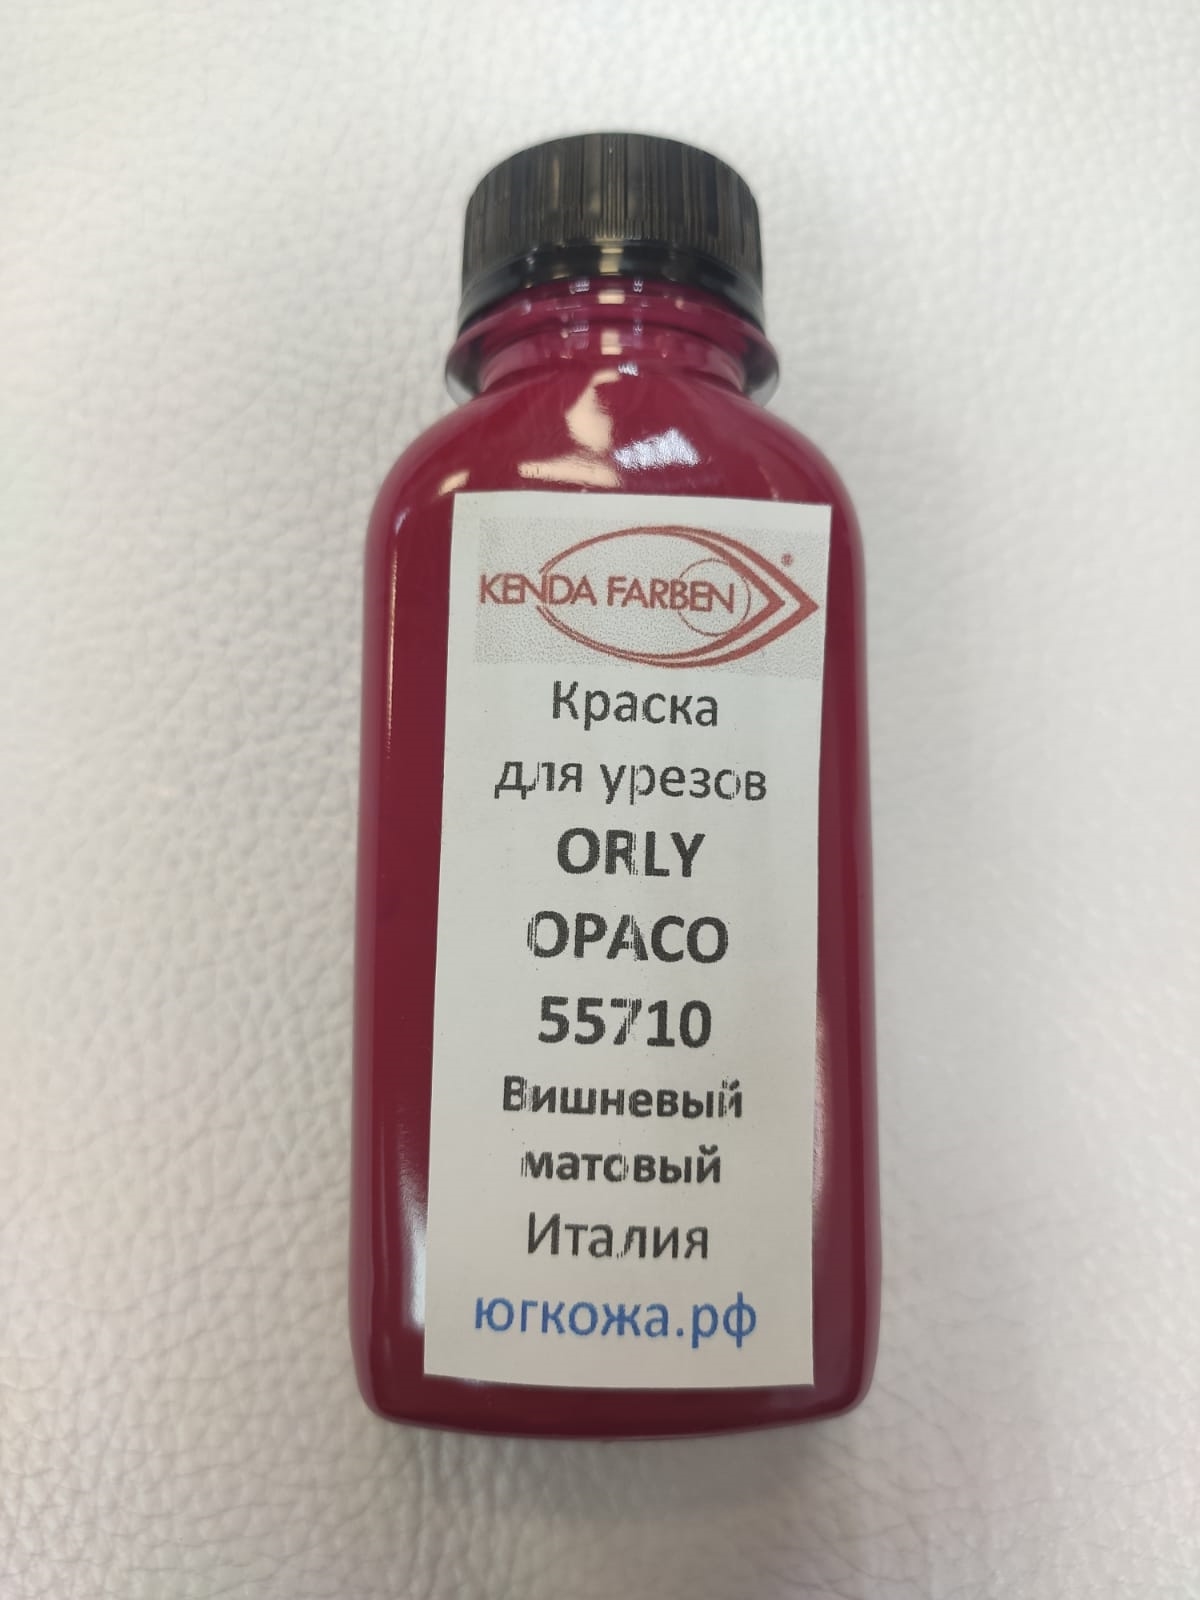 KENDA FARBEN®
Краска
для урезов
ORLY
OPACO
55710
Вишневый
матовый
Италия
югкожа.рф